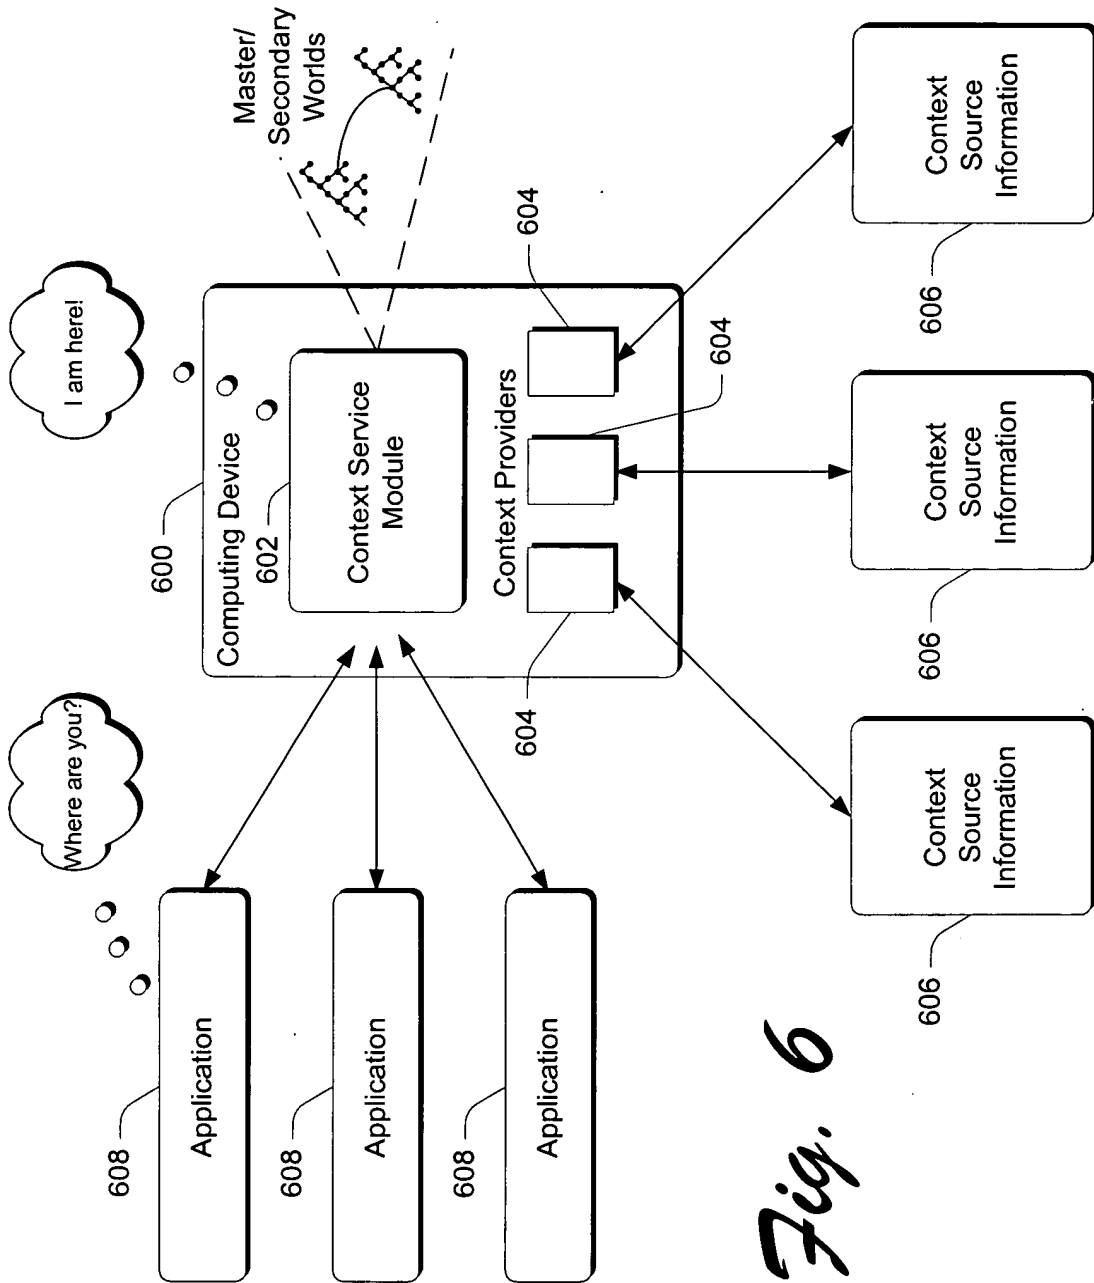 Where are you?
I am here!
608
Application
608
Application
608
Application
600
Computing Device
602
Context Service
Module
Master/
Secondary
Worlds
Context Providers
604
604
604
606
Context
Source
Information
606
Context
Source
Information
606
Context
Source
Information
Fig. 6